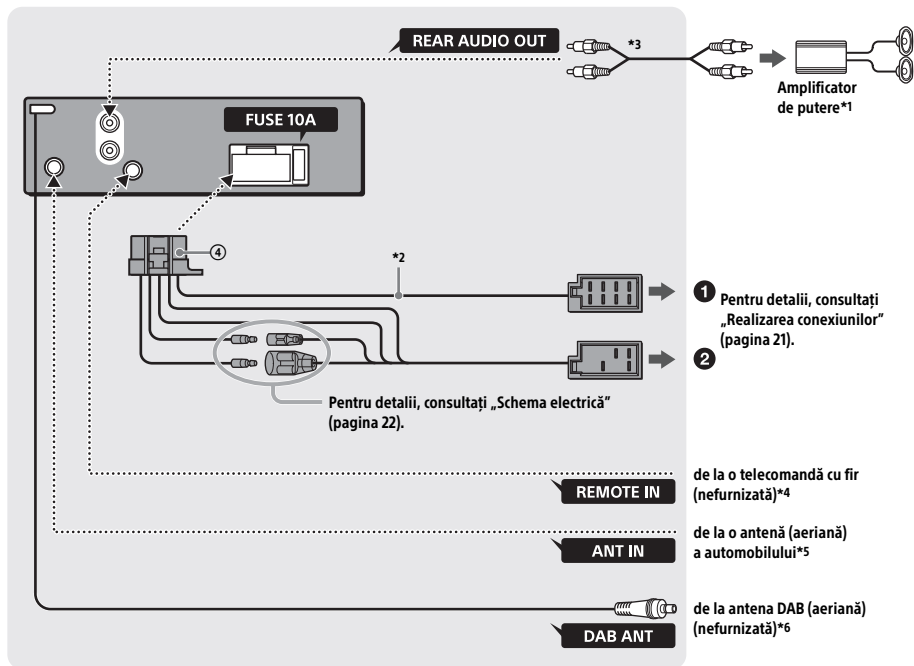 REAR AUDIO OUT
*3
Amplificator
de putere*1
FUSE 10A
④
*2
❶
Pentru detalii, consultați
„Realizarea conexiunilor”
(pagina 21).
❷
Pentru detalii, consultați „Schema electrică”
(pagina 22).
REMOTE IN
de la o telecomandă cu fir
(nefurnizată)*4
ANT IN
de la o antenă (aeriană)
a automobilului*5
DAB ANT
de la antena DAB (aeriană)
(nefurnizată)*6